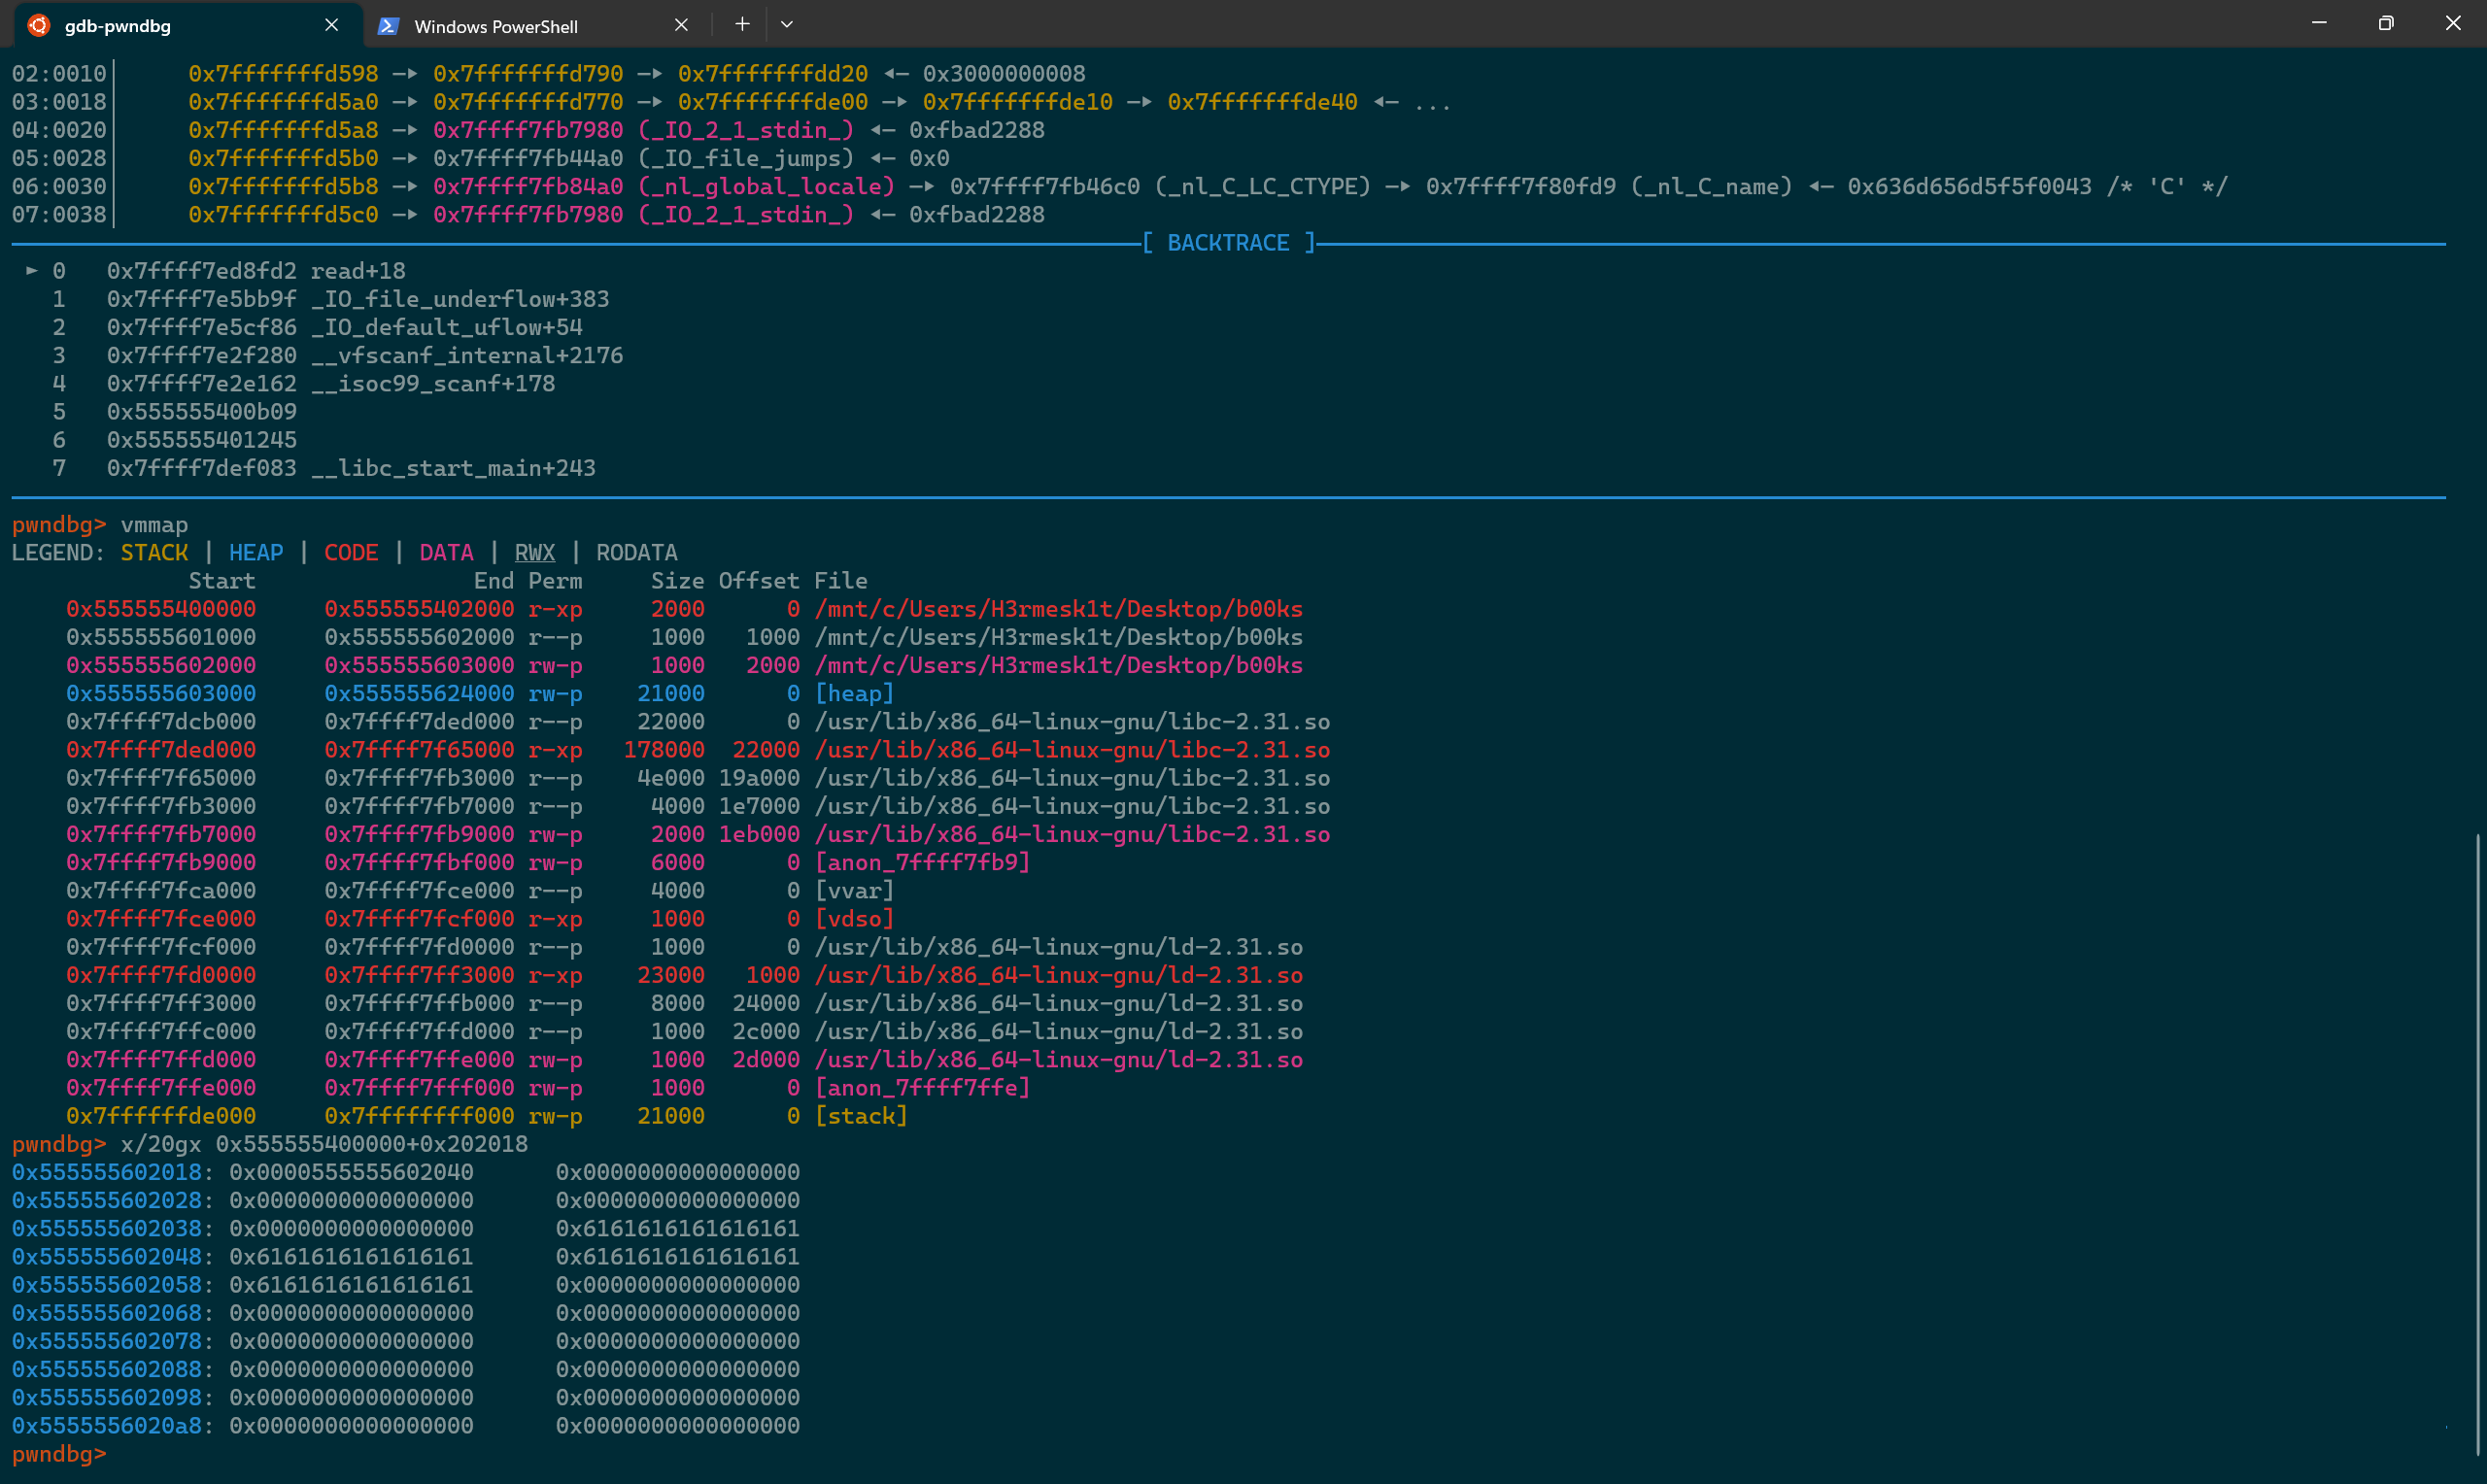 gdb-pwndbg Windows PowerShell
02:0010│ 0x7fffffffd598 —▸ 0x7fffffffd790 —▸ 0x7fffffffdd20 ◂— 0x3000000008
03:0018│ 0x7fffffffd5a0 —▸ 0x7fffffffd770 —▸ 0x7fffffffde00 —▸ 0x7fffffffde10 —▸ 0x7fffffffde40 ◂— ...
04:0020│ 0x7fffffffd5a8 —▸ 0x7ffff7fb7980 (_IO_2_1_stdin_) ◂— 0xfbad2288
05:0028│ 0x7fffffffd5b0 —▸ 0x7ffff7fb44a0 (_IO_file_jumps) ◂— 0x0
06:0030│ 0x7fffffffd5b8 —▸ 0x7ffff7fb84a0 (_nl_global_locale) —▸ 0x7ffff7fb46c0 (_nl_C_LC_CTYPE) —▸ 0x7ffff7f80fd9 (_nl_C_name) ◂— 0x636d656d5f5f0043 /* 'C' */
07:0038│ 0x7fffffffd5c0 —▸ 0x7ffff7fb7980 (_IO_2_1_stdin_) ◂— 0xfbad2288
[ BACKTRACE ]
► 0 0x7ffff7ed8fd2 read+18
1 0x7ffff7e5bb9f _IO_file_underflow+383
2 0x7ffff7e5cf86 _IO_default_uflow+54
3 0x7ffff7e2f280 __vfscanf_internal+2176
4 0x7ffff7e2e162 __isoc99_scanf+178
5 0x555555400b09
6 0x555555401245
7 0x7ffff7def083 __libc_start_main+243
pwndbg> vmmap
LEGEND: STACK | HEAP | CODE | DATA | RWX | RODATA
Start End Perm Size Offset File
0x555555400000 0x555555402000 r-xp 2000 0 /mnt/c/Users/H3rmesk1t/Desktop/b00ks
0x555555601000 0x555555602000 r--p 1000 1000 /mnt/c/Users/H3rmesk1t/Desktop/b00ks
0x555555602000 0x555555603000 rw-p 1000 2000 /mnt/c/Users/H3rmesk1t/Desktop/b00ks
0x555555603000 0x555555624000 rw-p 21000 0 [heap]
0x7ffff7dcb000 0x7ffff7ded000 r--p 22000 0 /usr/lib/x86_64-linux-gnu/libc-2.31.so
0x7ffff7ded000 0x7ffff7f65000 r-xp 178000 22000 /usr/lib/x86_64-linux-gnu/libc-2.31.so
0x7ffff7f65000 0x7ffff7fb3000 r--p 4e000 19a000 /usr/lib/x86_64-linux-gnu/libc-2.31.so
0x7ffff7fb3000 0x7ffff7fb7000 r--p 4000 1e7000 /usr/lib/x86_64-linux-gnu/libc-2.31.so
0x7ffff7fb7000 0x7ffff7fb9000 rw-p 2000 1eb000 /usr/lib/x86_64-linux-gnu/libc-2.31.so
0x7ffff7fb9000 0x7ffff7fbf000 rw-p 6000 0 [anon_7ffff7fb9]
0x7ffff7fca000 0x7ffff7fce000 r--p 4000 0 [vvar]
0x7ffff7fce000 0x7ffff7fcf000 r-xp 1000 0 [vdso]
0x7ffff7fcf000 0x7ffff7fd0000 r--p 1000 0 /usr/lib/x86_64-linux-gnu/ld-2.31.so
0x7ffff7fd0000 0x7ffff7ff3000 r-xp 23000 1000 /usr/lib/x86_64-linux-gnu/ld-2.31.so
0x7ffff7ff3000 0x7ffff7ffb000 r--p 8000 24000 /usr/lib/x86_64-linux-gnu/ld-2.31.so
0x7ffff7ffc000 0x7ffff7ffd000 r--p 1000 2c000 /usr/lib/x86_64-linux-gnu/ld-2.31.so
0x7ffff7ffd000 0x7ffff7ffe000 rw-p 1000 2d000 /usr/lib/x86_64-linux-gnu/ld-2.31.so
0x7ffff7ffe000 0x7ffff7fff000 rw-p 1000 0 [anon_7ffff7ffe]
0x7ffffffde000 0x7ffffffff000 rw-p 21000 0 [stack]
pwndbg> x/20gx 0x555555400000+0x202018
0x555555602018: 0x0000555555602040 0x0000000000000000
0x555555602028: 0x0000000000000000 0x0000000000000000
0x555555602038: 0x0000000000000000 0x6161616161616161
0x555555602048: 0x6161616161616161 0x6161616161616161
0x555555602058: 0x6161616161616161 0x0000000000000000
0x555555602068: 0x0000000000000000 0x0000000000000000
0x555555602078: 0x0000000000000000 0x0000000000000000
0x555555602088: 0x0000000000000000 0x0000000000000000
0x555555602098: 0x0000000000000000 0x0000000000000000
0x5555556020a8: 0x0000000000000000 0x0000000000000000
pwndbg>